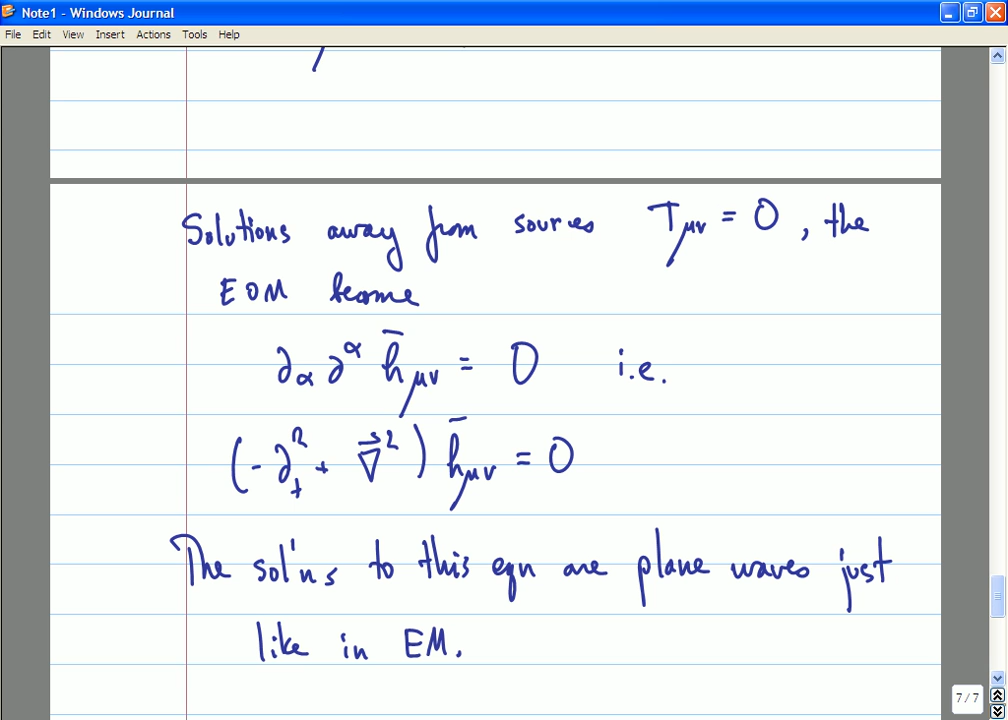 Note1 - Windows Journal
File Edit View Insert Actions Tools Help
Solutions away from sources T_μν = 0 , the
EOM become
∂_α ∂^α h̄_μν = 0 i.e.
(-∂_t^2 + ∇⃗^2) h̄_μν = 0
The sol'ns to this eqn are plane waves just
like in EM.
7/7